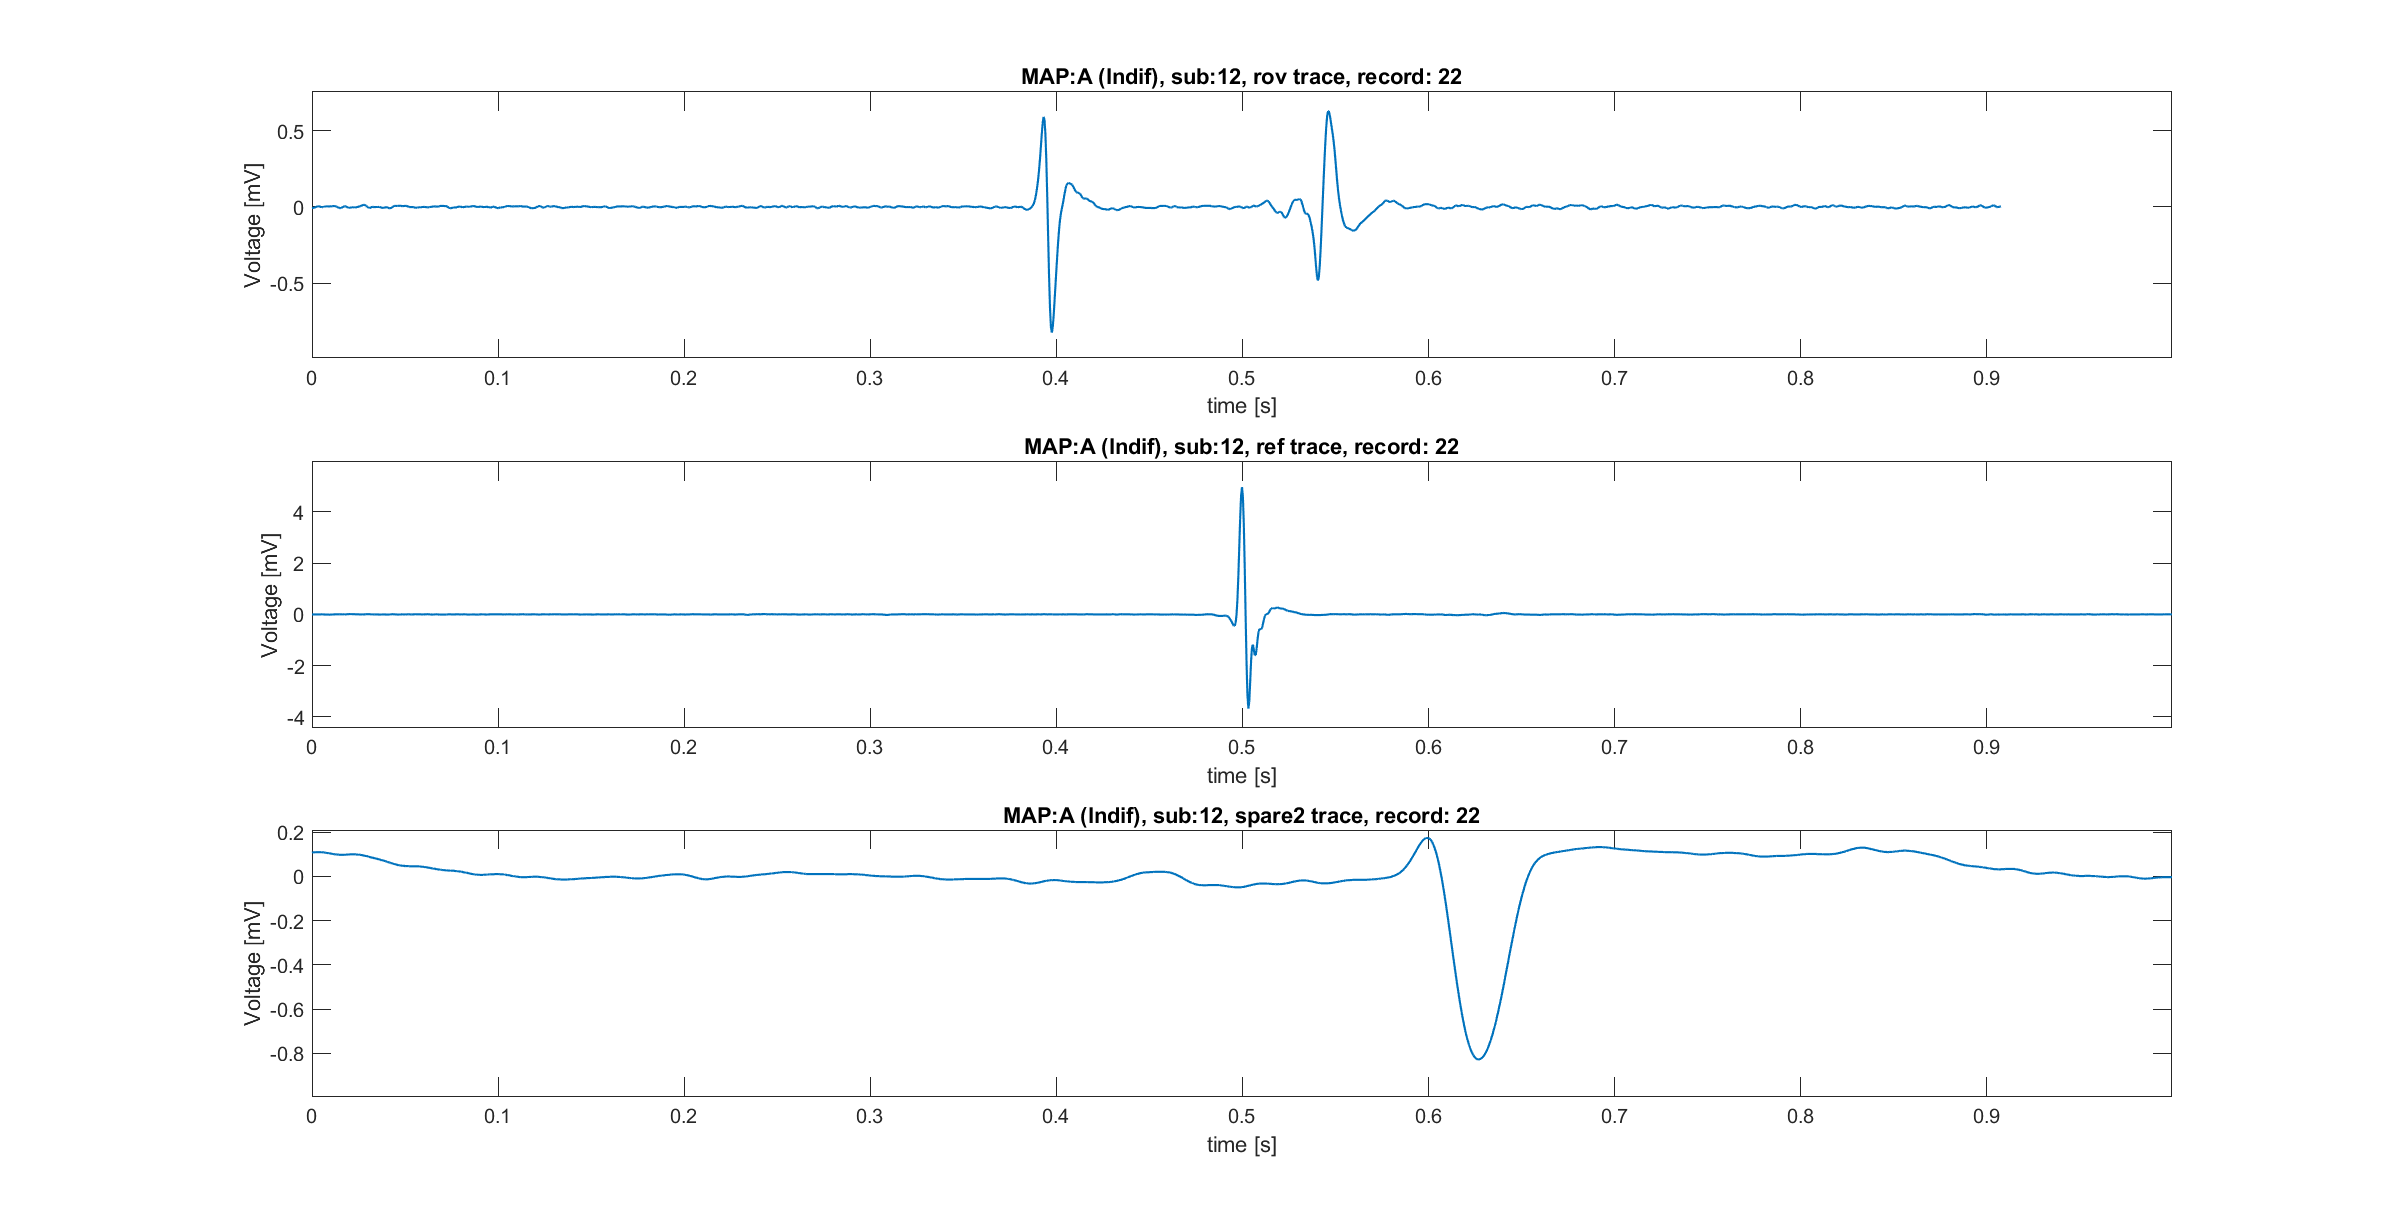 MAP:A (Indif), sub:12, rov trace, record: 22
Voltage [mV]
0.5
0
-0.5
0 0.1 0.2 0.3 0.4 0.5 0.6 0.7 0.8 0.9
time [s]
MAP:A (Indif), sub:12, ref trace, record: 22
Voltage [mV]
4
2
0
-2
-4
0 0.1 0.2 0.3 0.4 0.5 0.6 0.7 0.8 0.9
time [s]
MAP:A (Indif), sub:12, spare2 trace, record: 22
Voltage [mV]
0.2
0
-0.2
-0.4
-0.6
-0.8
0 0.1 0.2 0.3 0.4 0.5 0.6 0.7 0.8 0.9
time [s]